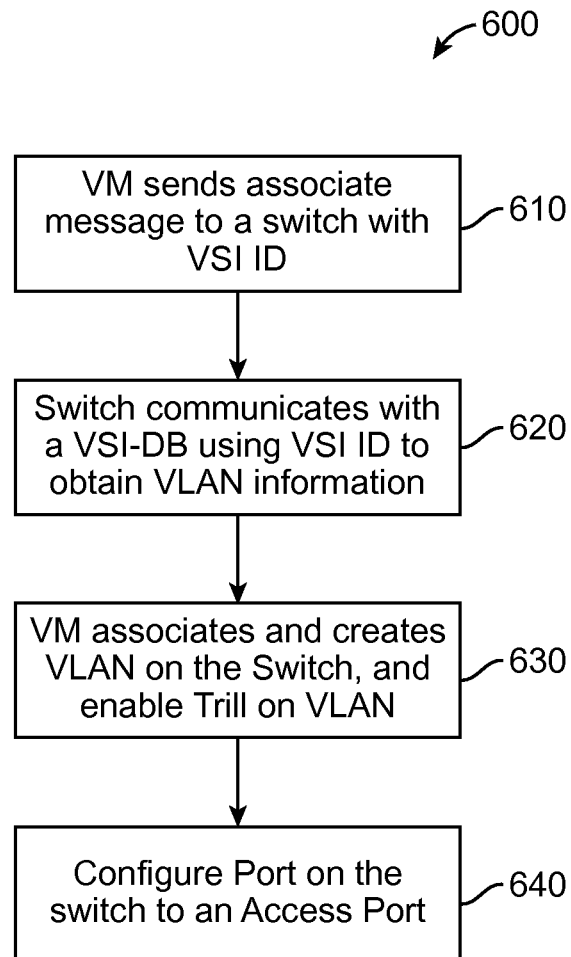 600
VM sends associate
message to a switch with
VSI ID
610
Switch communicates with
a VSI-DB using VSI ID to
obtain VLAN information
620
VM associates and creates
VLAN on the Switch, and
enable Trill on VLAN
630
Configure Port on the
switch to an Access Port
640